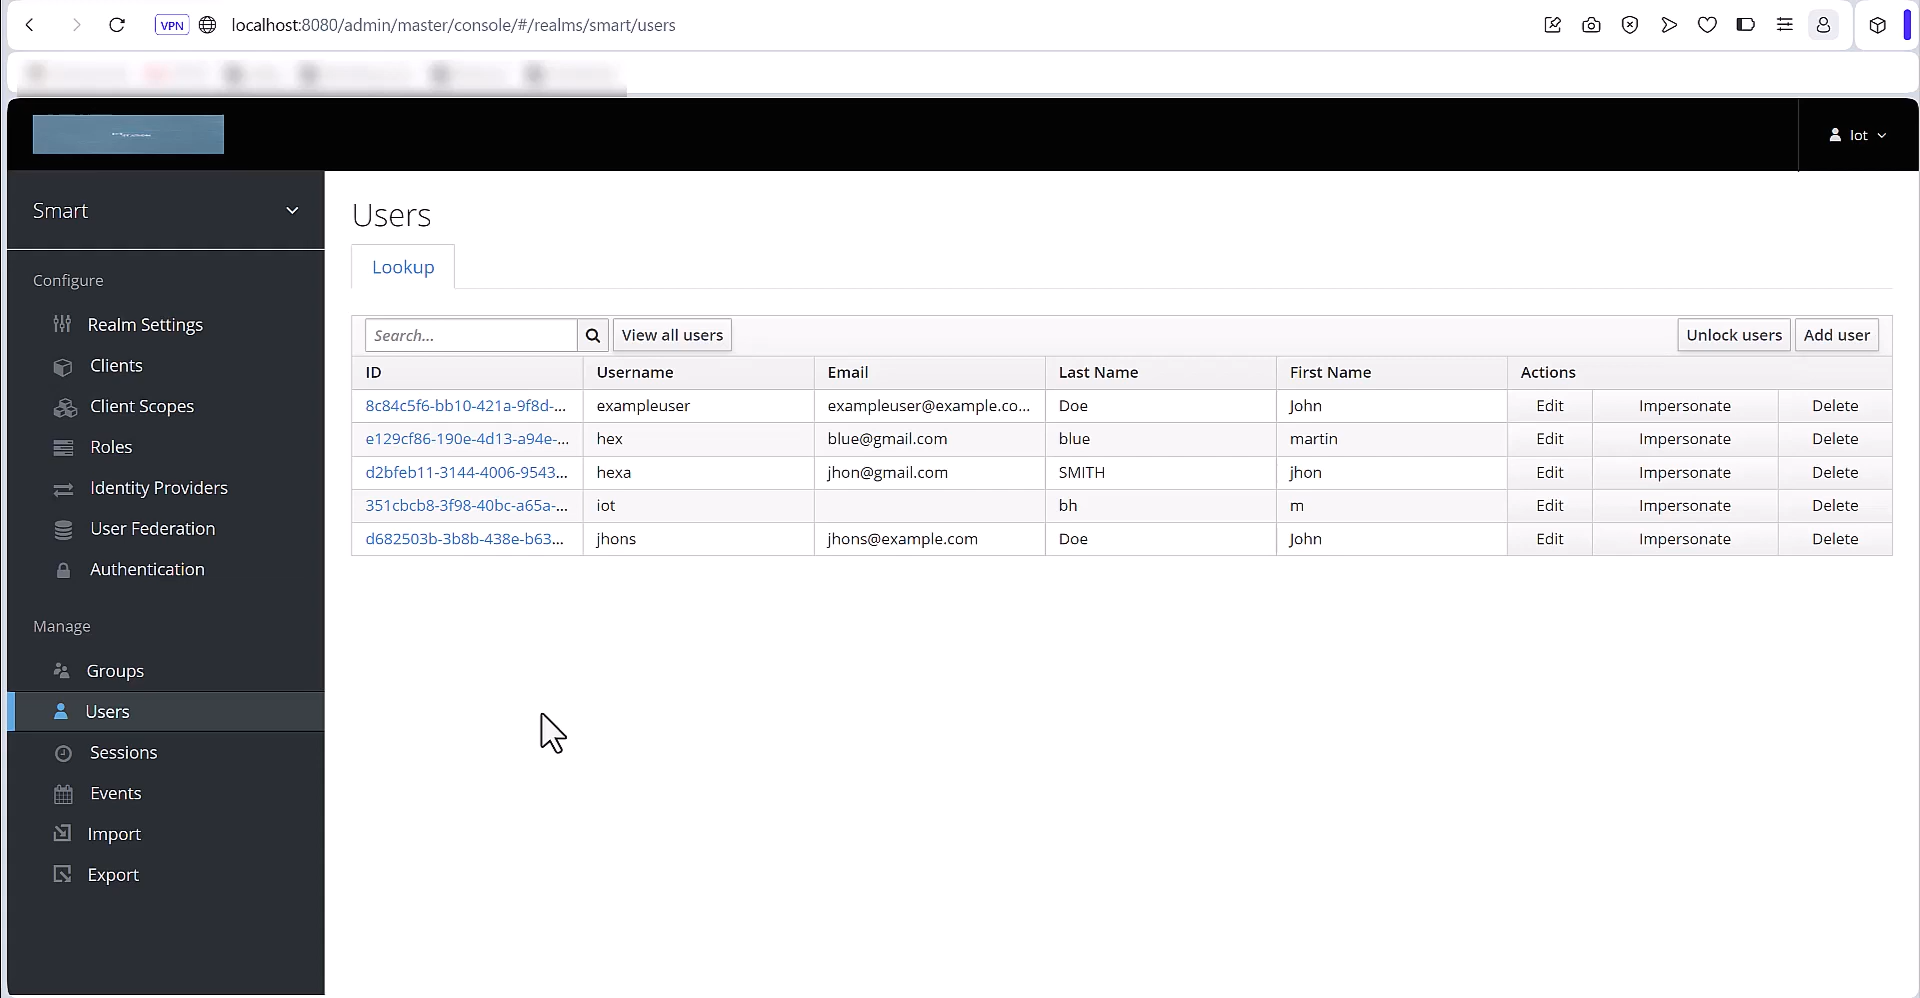 VPN localhost:8080/admin/master/console/#/realms/smart/users
Iot
Smart
Configure
Realm Settings
Clients
Client Scopes
Roles
Identity Providers
User Federation
Authentication
Manage
Groups
Users
Sessions
Events
Import
Export
Users
Lookup
Search... View all users Unlock users Add user
ID Username Email Last Name First Name Actions
8c84c5f6-bb10-421a-9f8d-... exampleuser exampleuser@example.co... Doe John Edit Impersonate Delete
e129cf86-190e-4d13-a94e-... hex blue@gmail.com blue martin Edit Impersonate Delete
d2bfeb11-3144-4006-9543... hexa jhon@gmail.com SMITH jhon Edit Impersonate Delete
351cbcb8-3f98-40bc-a65a-... iot bh m Edit Impersonate Delete
d682503b-3b8b-438e-b63... jhons jhons@example.com Doe John Edit Impersonate Delete